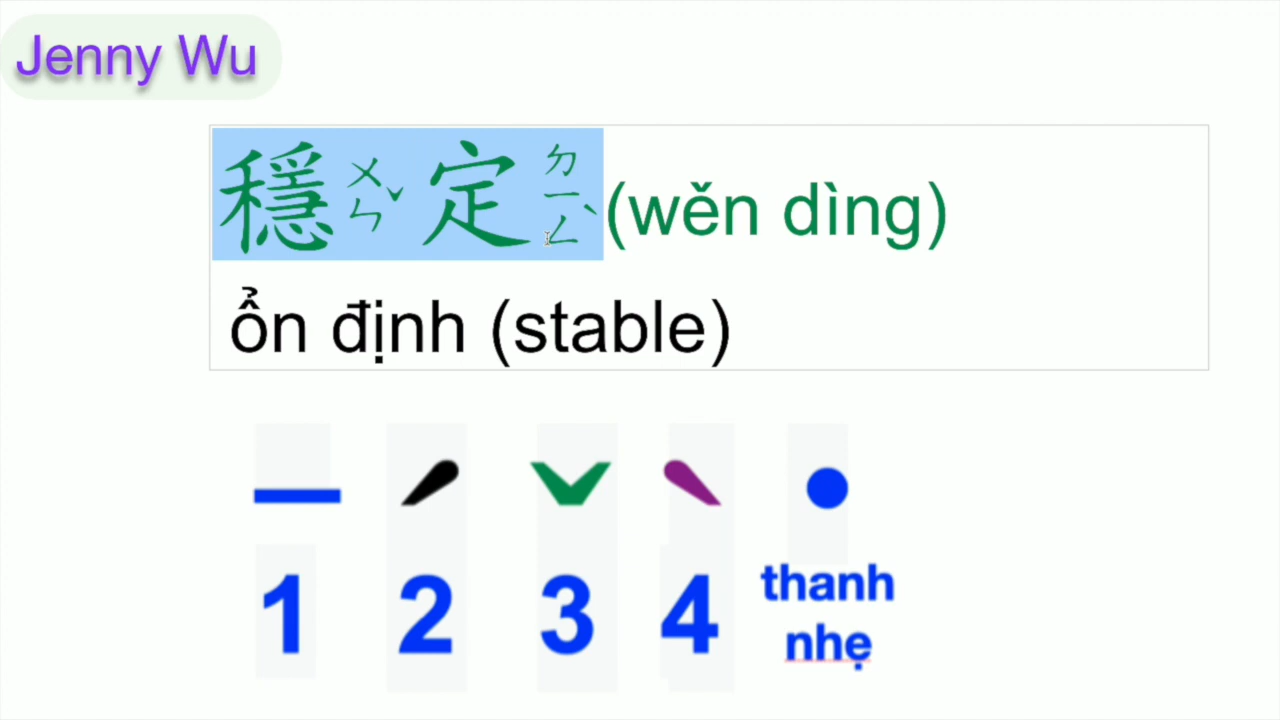 Jenny Wu
穩ㄨㄣˇ定ㄉㄧㄥˋ(wěn dìng)
ổn định (stable)
1 2 3 4 thanh nhẹ